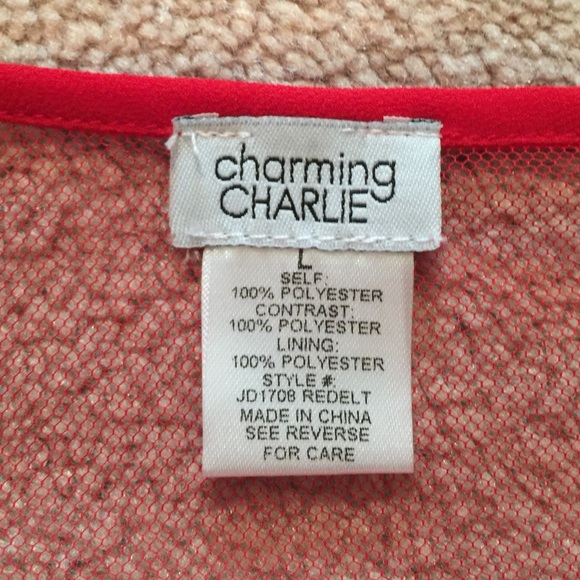 charming
CHARLIE
L
SELF:
100% POLYESTER
CONTRAST:
100% POLYESTER
LINING:
100% POLYESTER
STYLE #:
JD1708 REDELT
MADE IN CHINA
SEE REVERSE
FOR CARE